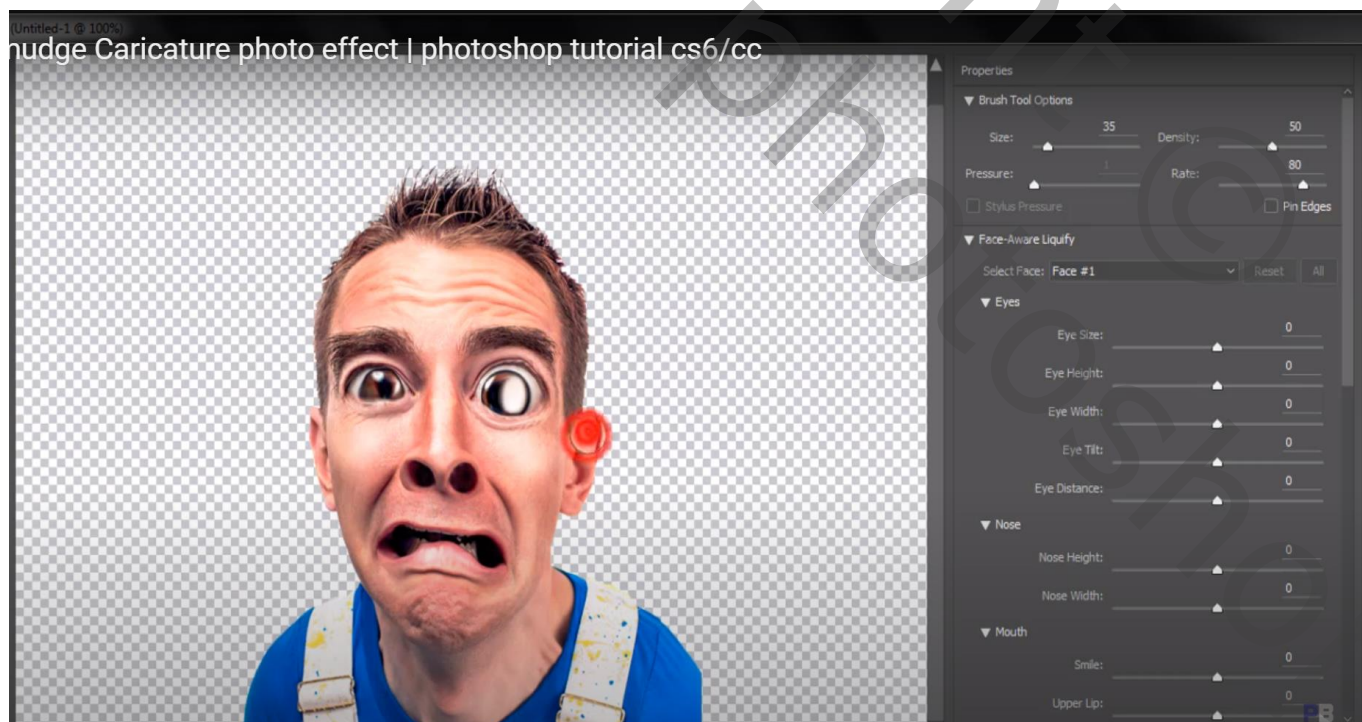 (Untitled-1 @ 100%)
nudge Caricature photo effect | photoshop tutorial cs6/cc
Properties
Brush Tool Options
Size: 35 Density: 50
Pressure: 1 Rate: 80
Stylus Pressure Pin Edges
Face-Aware Liquify
Select Face: Face #1 Reset All
Eyes
Eye Size: 0
Eye Height: 0
Eye Width: 0
Eye Tilt: 0
Eye Distance: 0
Nose
Nose Height: 0
Nose Width: 0
Mouth
Smile: 0
Upper Lip: 0